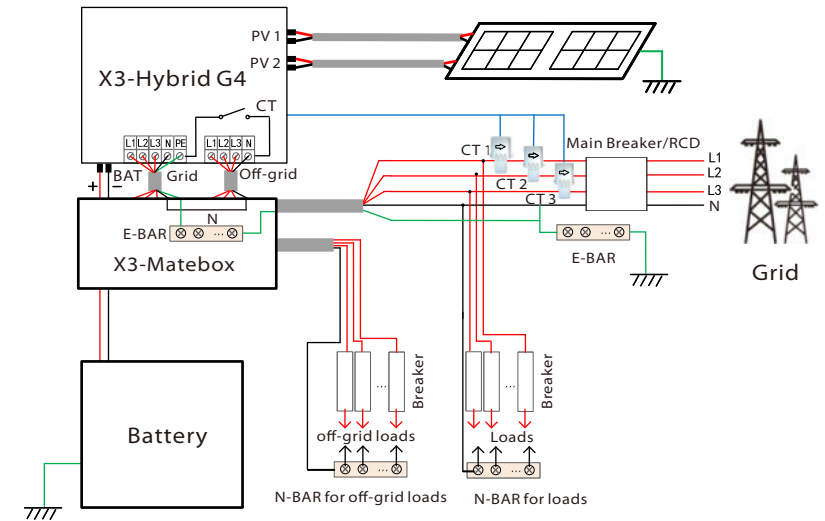 PV 1
PV 2
X3-Hybrid G4
CT
L1 L2 L3 N PE
L1 L2 L3 N
BAT
Grid
Off-grid
+
−
CT 1
CT 2
CT 3
Main Breaker/RCD
L1
L2
L3
N
N
E-BAR
...
X3-Matebox
...
E-BAR
Grid
Battery
...
Breaker
off-grid loads
...
N-BAR for off-grid loads
...
Breaker
Loads
...
N-BAR for loads